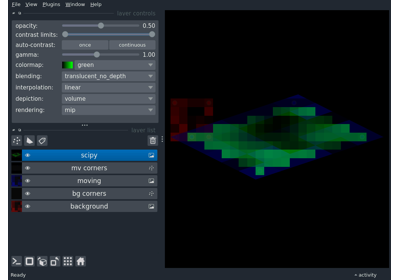 File View Plugins Window Help
layer controls
opacity: 0.50
contrast limits:
auto-contrast: once continuous
gamma: 1.00
colormap: green
blending: translucent_no_depth
interpolation: linear
depiction: volume
rendering: mip
layer list
scipy
mv corners
moving
bg corners
background
Ready activity